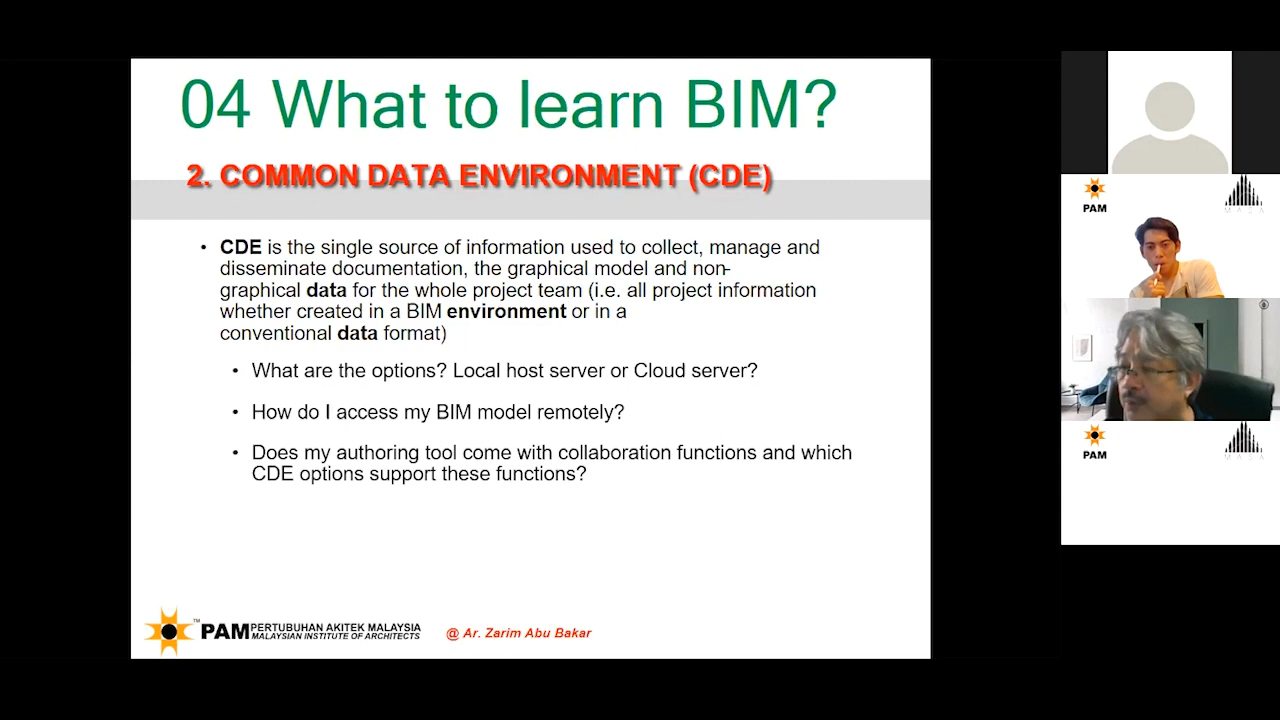 04 What to learn BIM?
2. COMMON DATA ENVIRONMENT (CDE)
• CDE is the single source of information used to collect, manage and
disseminate documentation, the graphical model and non-
graphical data for the whole project team (i.e. all project information
whether created in a BIM environment or in a
conventional data format)
• What are the options? Local host server or Cloud server?
• How do I access my BIM model remotely?
• Does my authoring tool come with collaboration functions and which
CDE options support these functions?
PAM PERTUBUHAN AKITEK MALAYSIA
MALAYSIAN INSTITUTE OF ARCHITECTS
@ Ar. Zarim Abu Bakar
PAM
PAM